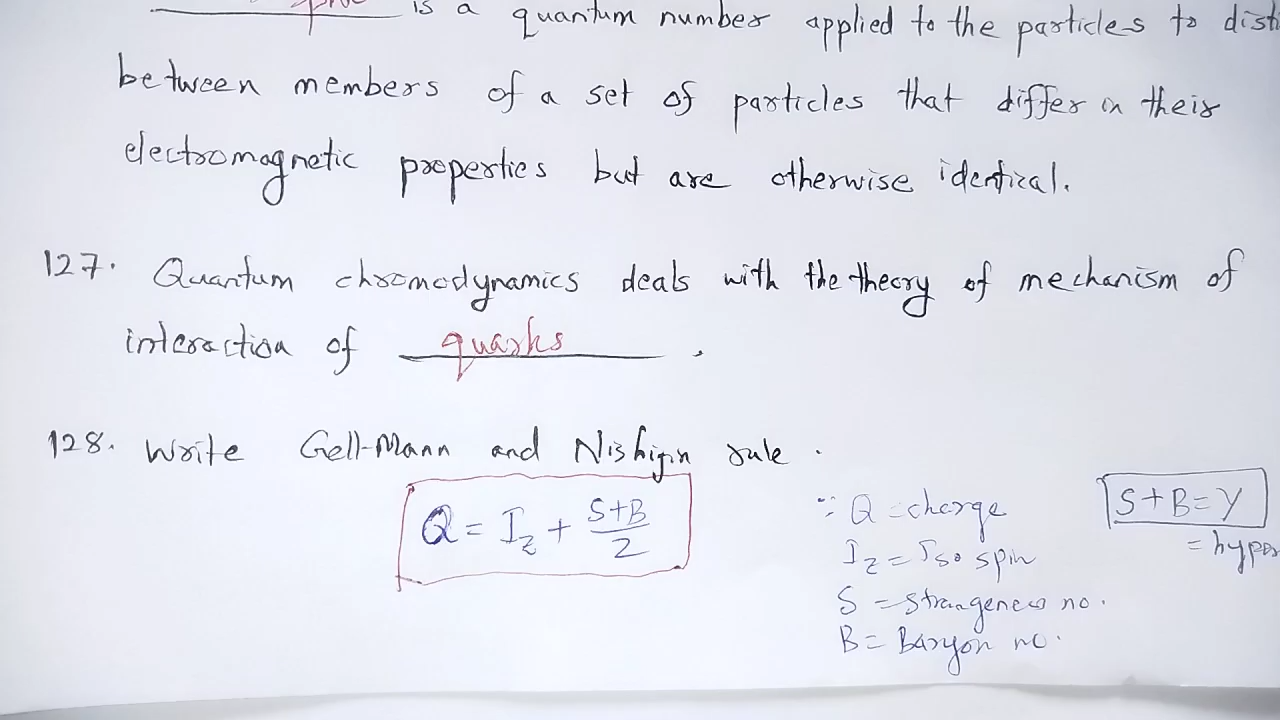 is a quantum number applied to the particles to dist
between members of a set of particles that differ in their
electromagnetic properties but are otherwise identical.
127. Quantum chromodynamics deals with the theory of mechanism of
interaction of quarks .
128. Write Gell-Mann and Nishijin rule .
Q = I_z + (S+B)/2
∵ Q = charge
I_z = Iso spin
S = strangeness no.
B = Baryon no.
S + B = Y
= hyper